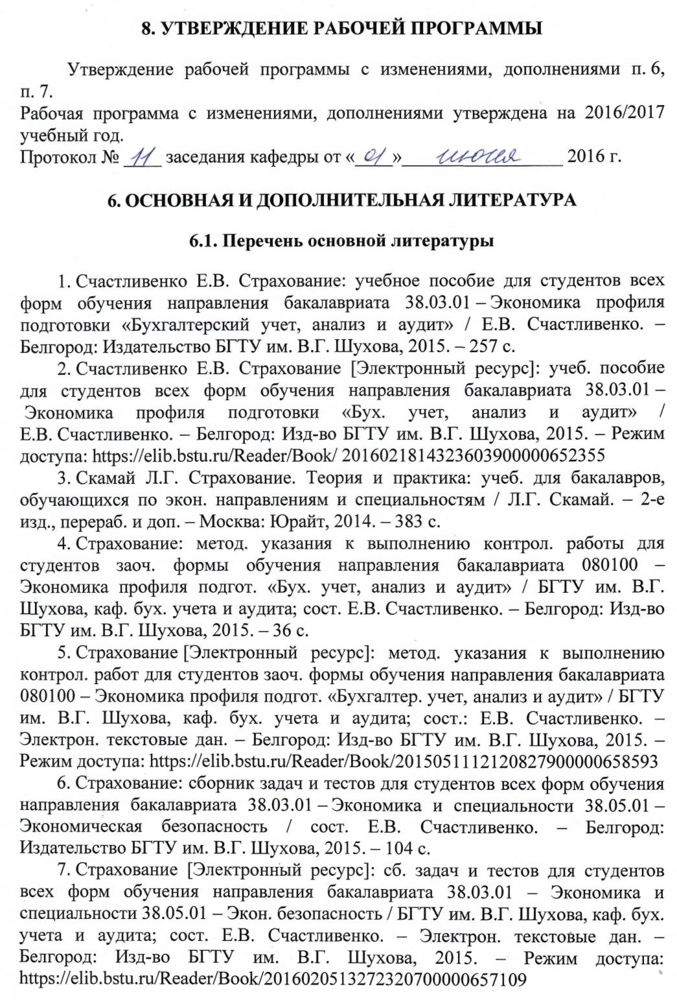 8. УТВЕРЖДЕНИЕ РАБОЧЕЙ ПРОГРАММЫ
Утверждение рабочей программы с изменениями, дополнениями п. 6,
п. 7.
Рабочая программа с изменениями, дополнениями утверждена на 2016/2017
учебный год.
Протокол № 11 заседания кафедры от «01» июня 2016 г.
6. ОСНОВНАЯ И ДОПОЛНИТЕЛЬНАЯ ЛИТЕРАТУРА
6.1. Перечень основной литературы
1. Счастливенко Е.В. Страхование: учебное пособие для студентов всех
форм обучения направления бакалавриата 38.03.01 – Экономика профиля
подготовки «Бухгалтерский учет, анализ и аудит» / Е.В. Счастливенко. –
Белгород: Издательство БГТУ им. В.Г. Шухова, 2015. – 257 с.
2. Счастливенко Е.В. Страхование [Электронный ресурс]: учеб. пособие
для студентов всех форм обучения направления бакалавриата 38.03.01 –
Экономика профиля подготовки «Бух. учет, анализ и аудит» /
Е.В. Счастливенко. – Белгород: Изд-во БГТУ им. В.Г. Шухова, 2015. – Режим
доступа: https://elib.bstu.ru/Reader/Book/ 2016021814323603900000652355
3. Скамай Л.Г. Страхование. Теория и практика: учеб. для бакалавров,
обучающихся по экон. направлениям и специальностям / Л.Г. Скамай. – 2-е
изд., перераб. и доп. – Москва: Юрайт, 2014. – 383 с.
4. Страхование: метод. указания к выполнению контрол. работы для
студентов заоч. формы обучения направления бакалавриата 080100 –
Экономика профиля подгот. «Бух. учет, анализ и аудит» / БГТУ им. В.Г.
Шухова, каф. бух. учета и аудита; сост. Е.В. Счастливенко. – Белгород: Изд-во
БГТУ им. В.Г. Шухова, 2015. – 36 с.
5. Страхование [Электронный ресурс]: метод. указания к выполнению
контрол. работ для студентов заоч. формы обучения направления бакалавриата
080100 – Экономика профиля подгот. «Бухгалтер. учет, анализ и аудит» / БГТУ
им. В.Г. Шухова, каф. бух. учета и аудита; сост.: Е.В. Счастливенко. –
Электрон. текстовые дан. – Белгород: Изд-во БГТУ им. В.Г. Шухова, 2015. –
Режим доступа: https://elib.bstu.ru/Reader/Book/2015051112120827900000658593
6. Страхование: сборник задач и тестов для студентов всех форм обучения
направления бакалавриата 38.03.01 – Экономика и специальности 38.05.01 –
Экономическая безопасность / сост. Е.В. Счастливенко. – Белгород:
Издательство БГТУ им. В.Г. Шухова, 2015. – 104 с.
7. Страхование [Электронный ресурс]: сб. задач и тестов для студентов
всех форм обучения направления бакалавриата 38.03.01 – Экономика и
специальности 38.05.01 – Экон. безопасность / БГТУ им. В.Г. Шухова, каф. бух.
учета и аудита; сост. Е.В. Счастливенко. – Электрон. текстовые дан. –
Белгород: Изд-во БГТУ им. В.Г. Шухова, 2015. – Режим доступа:
https://elib.bstu.ru/Reader/Book/2016020513272320700000657109